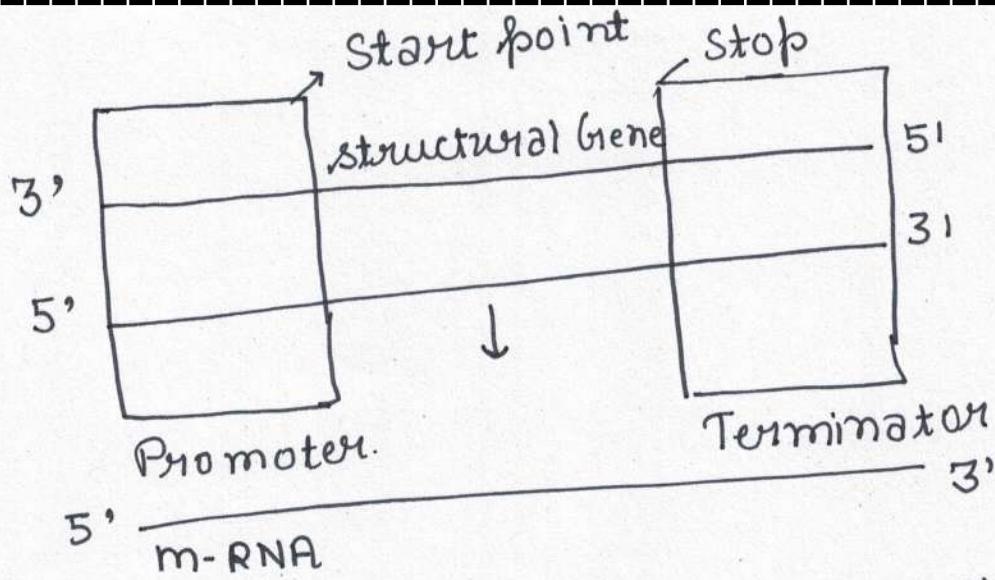 Start point Stop
structural Gene
3' 5'
5' 3'
Promoter. Terminator
5' 3'
m-RNA